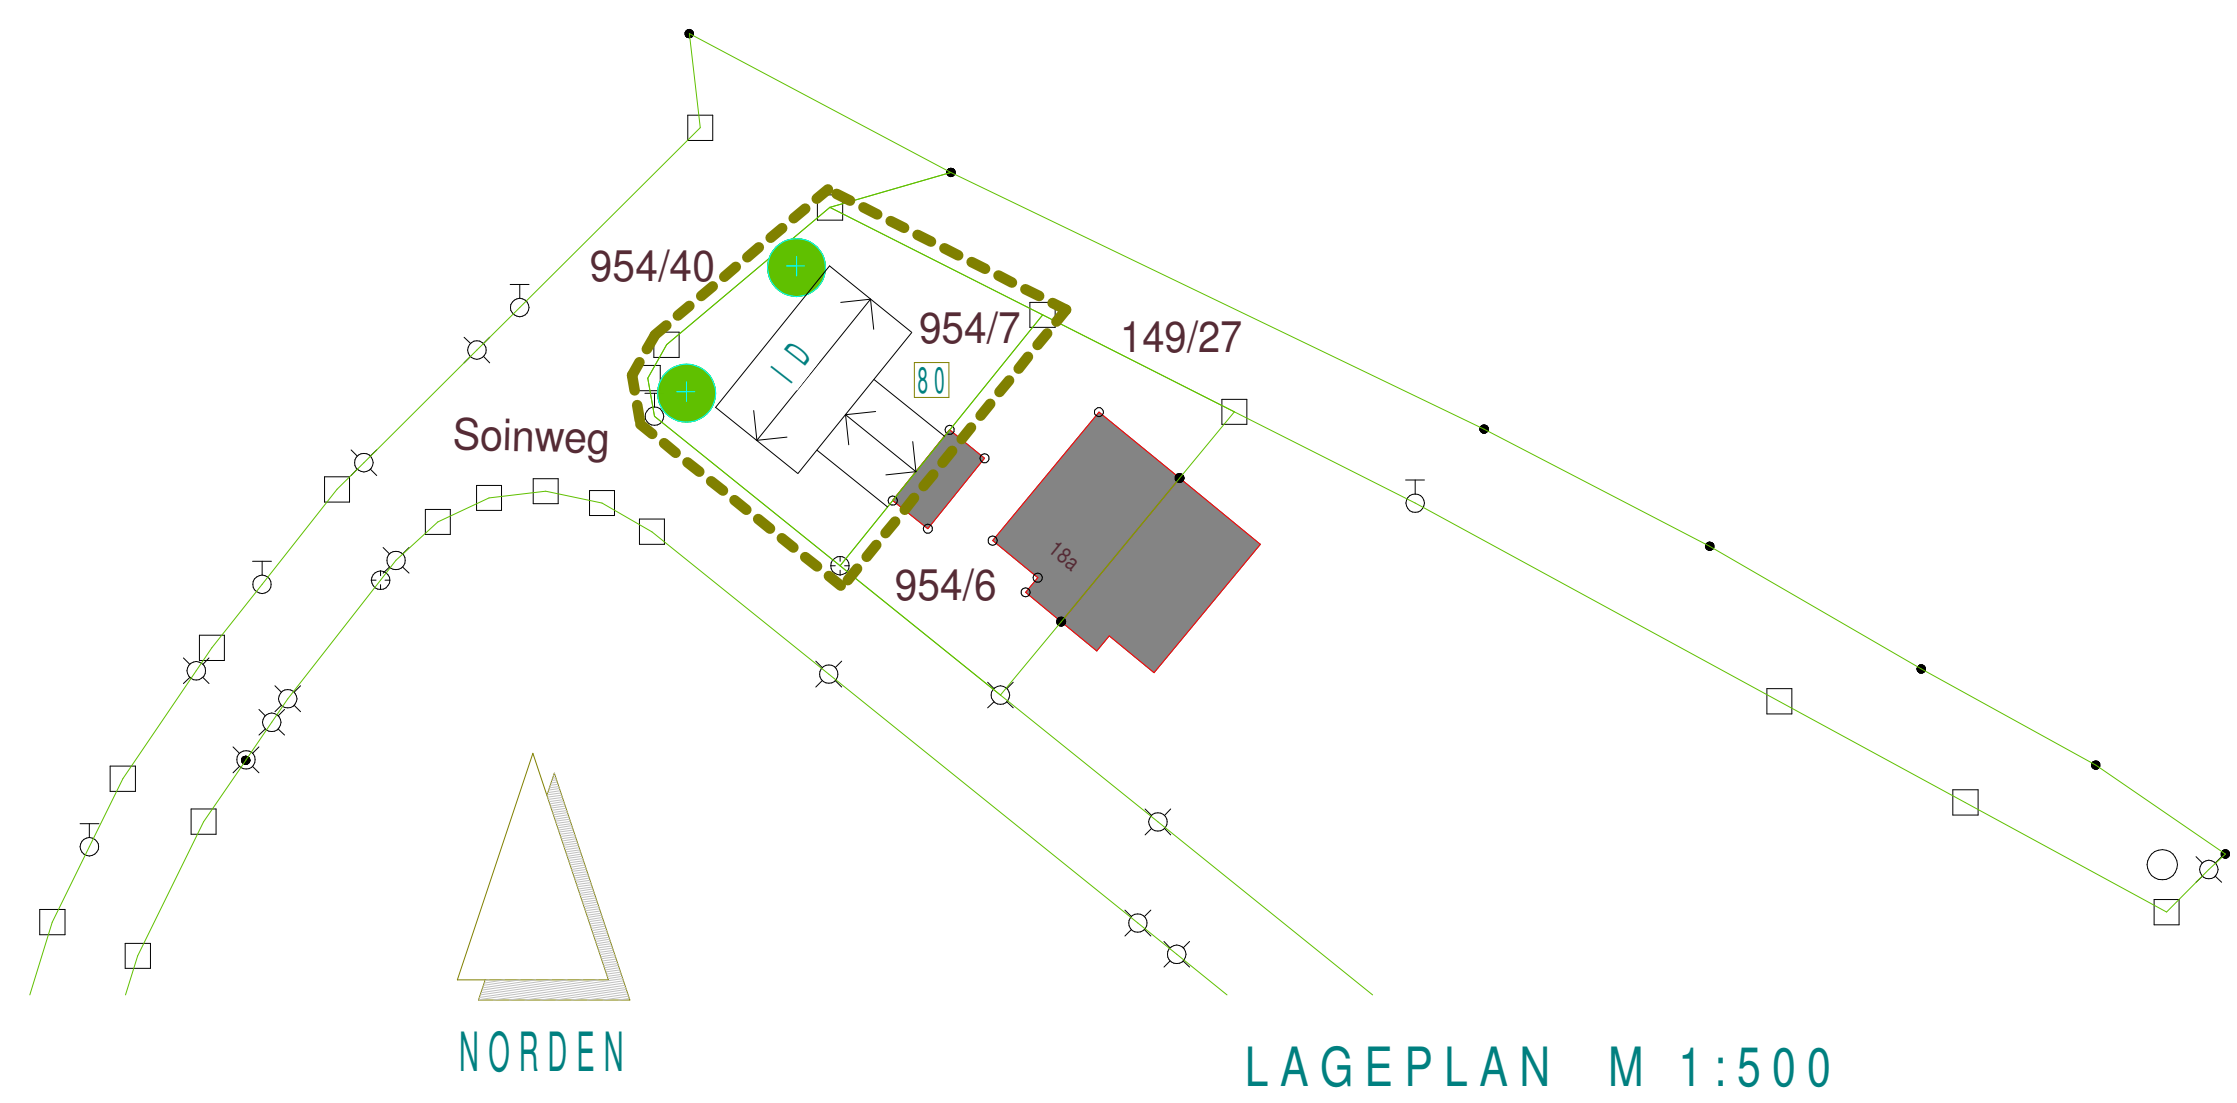 954/40
954/7
149/27
I D
80
Soinweg
18a
954/6
NORDEN
LAGEPLAN M 1:500